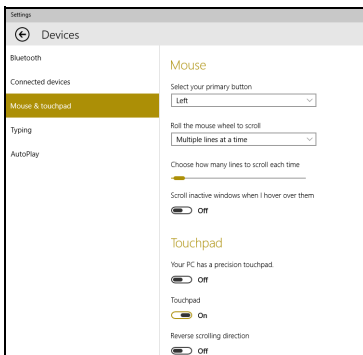 Settings
Devices
Bluetooth
Connected devices
Mouse & touchpad
Typing
AutoPlay
Mouse
Select your primary button
Left
Roll the mouse wheel to scroll
Multiple lines at a time
Choose how many lines to scroll each time
Scroll inactive windows when I hover over them
Off
Touchpad
Your PC has a precision touchpad.
Off
Touchpad
On
Reverse scrolling direction
Off